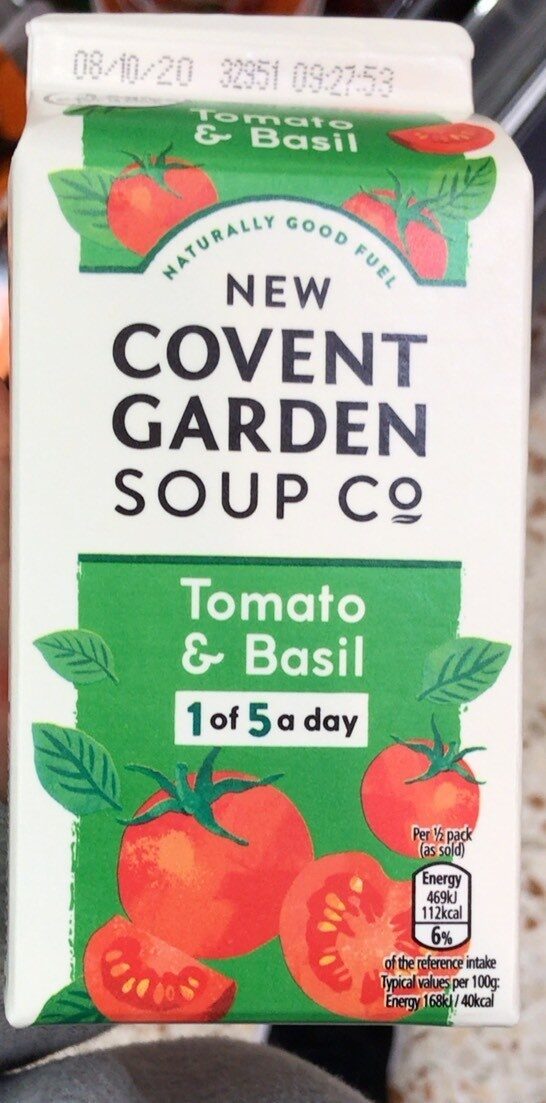 08/10/20 32351 09:27:53
Tomato
& Basil
NATURALLY GOOD FUEL
NEW
COVENT
GARDEN
SOUP Co
Tomato
& Basil
1 of 5 a day
Per ½ pack
(as sold)
Energy
469kJ
112kcal
6%
of the reference intake
Typical values per 100g:
Energy 168kJ / 40kcal